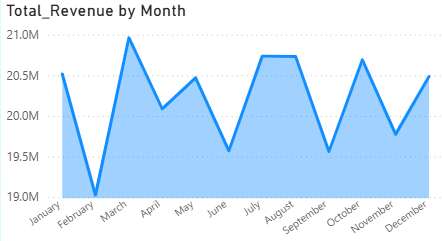 Total_Revenue by Month
21.0M
20.5M
20.0M
19.5M
19.0M
January
February
March
April
May
June
July
August
September
October
November
December